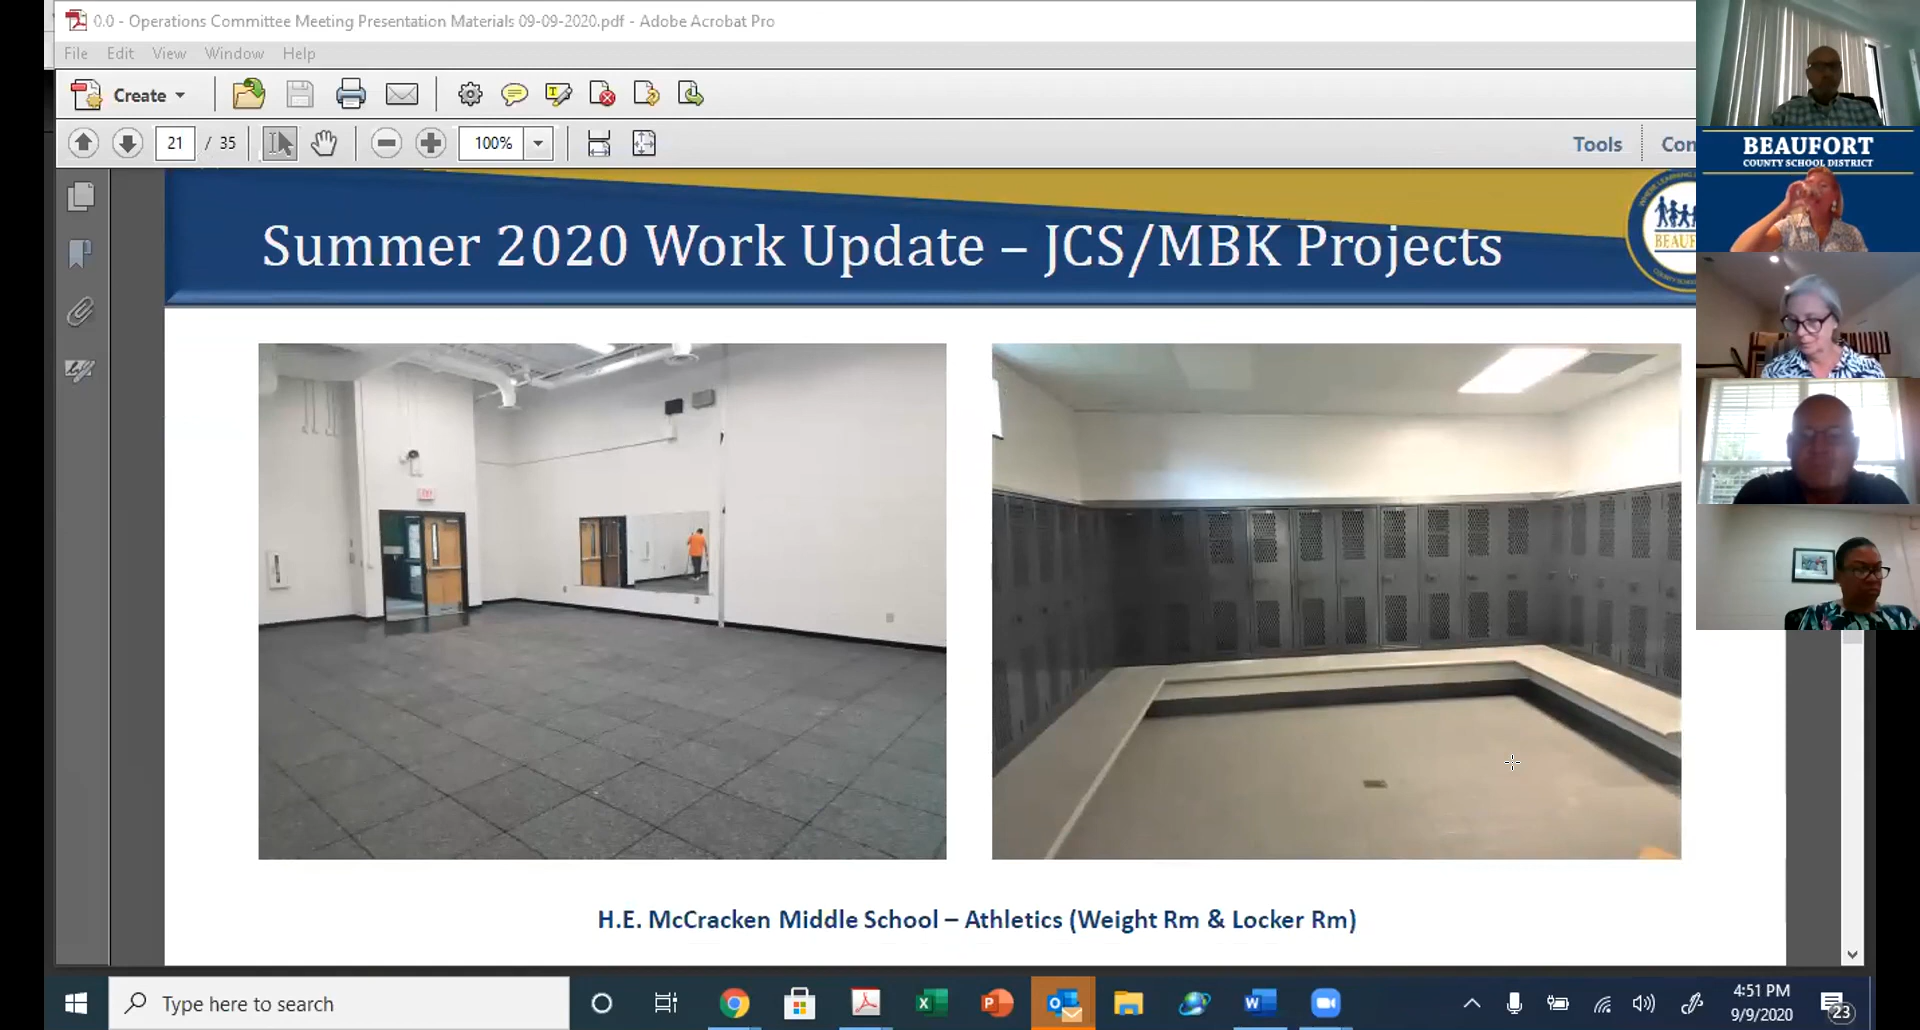 0.0 - Operations Committee Meeting Presentation Materials 09-09-2020.pdf - Adobe Acrobat Pro
File Edit View Window Help
Create
21 / 35 100% Tools
BEAUFORT
COUNTY SCHOOL DISTRICT
Summer 2020 Work Update – JCS/MBK Projects
H.E. McCracken Middle School – Athletics (Weight Rm & Locker Rm)
Type here to search
4:51 PM
9/9/2020
23